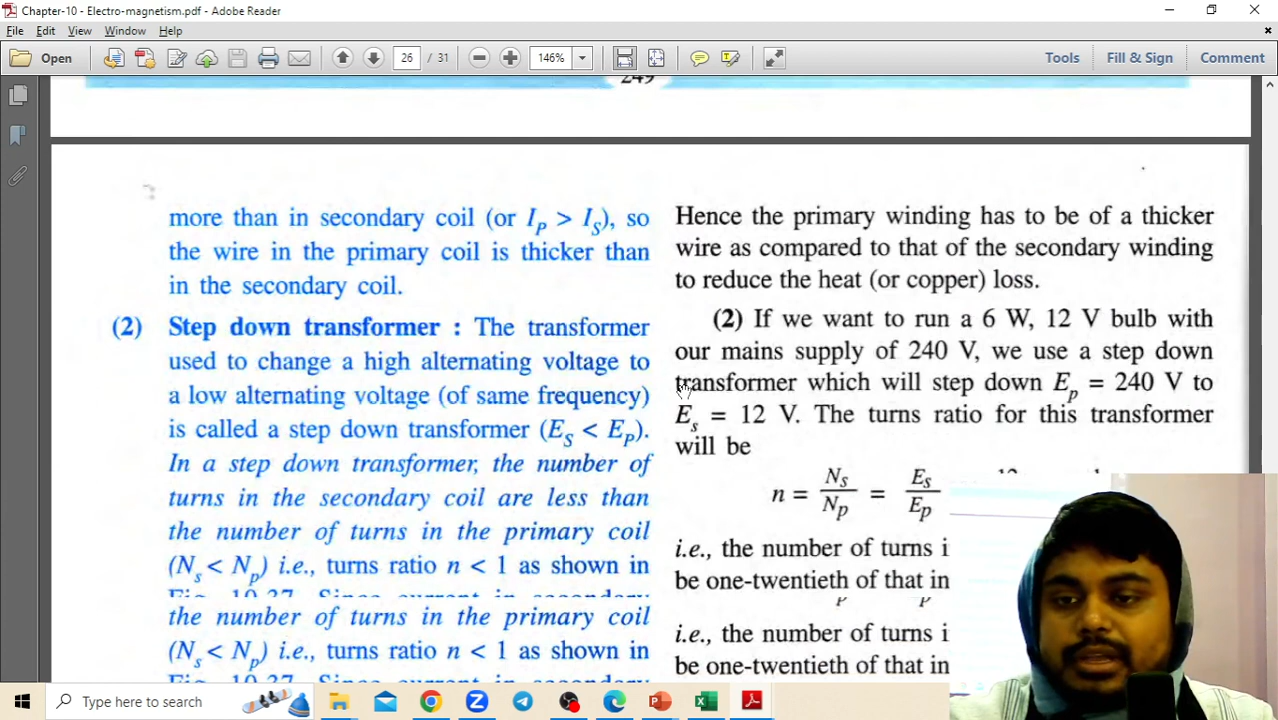 Chapter-10 - Electro-magnetism.pdf - Adobe Reader
File Edit View Window Help
Open 26 / 31 146% Tools Fill & Sign Comment
249
more than in secondary coil (or I_P > I_S), so
the wire in the primary coil is thicker than
in the secondary coil.
(2) Step down transformer : The transformer
used to change a high alternating voltage to
a low alternating voltage (of same frequency)
is called a step down transformer (E_S < E_P).
In a step down transformer, the number of
turns in the secondary coil are less than
the number of turns in the primary coil
(N_s < N_p) i.e., turns ratio n < 1 as shown in
the number of turns in the primary coil
(N_s < N_p) i.e., turns ratio n < 1 as shown in
Hence the primary winding has to be of a thicker
wire as compared to that of the secondary winding
to reduce the heat (or copper) loss.
(2) If we want to run a 6 W, 12 V bulb with
our mains supply of 240 V, we use a step down
transformer which will step down E_p = 240 V to
E_s = 12 V. The turns ratio for this transformer
will be
n = N_s/N_p = E_s/E_p
i.e., the number of turns i
be one-twentieth of that in
i.e., the number of turns i
be one-twentieth of that in
Type here to search